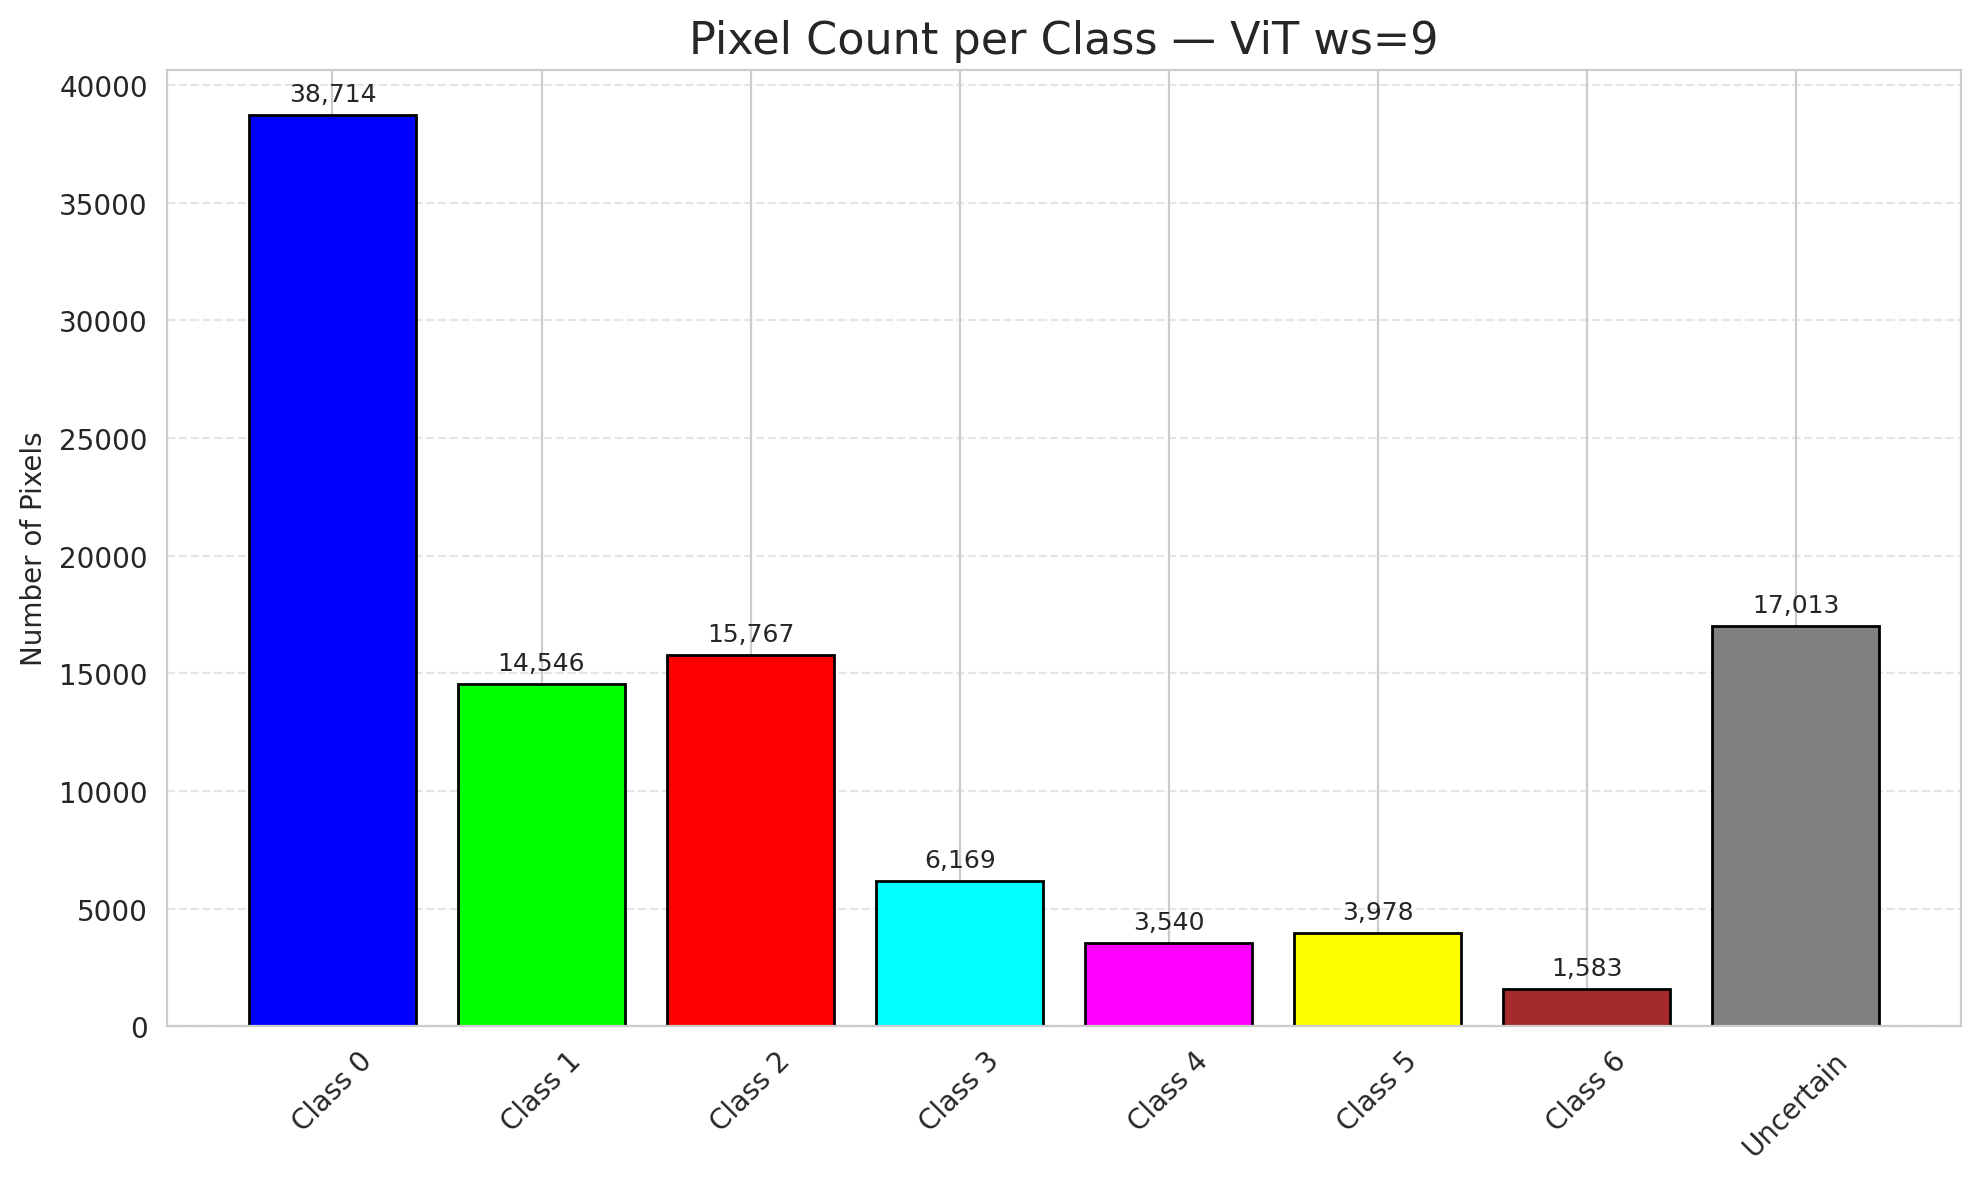 Pixel Count per Class — ViT ws=9
Number of Pixels
40000
35000
30000
25000
20000
15000
10000
5000
0
38,714
14,546
15,767
6,169
3,540
3,978
1,583
17,013
Class 0
Class 1
Class 2
Class 3
Class 4
Class 5
Class 6
Uncertain